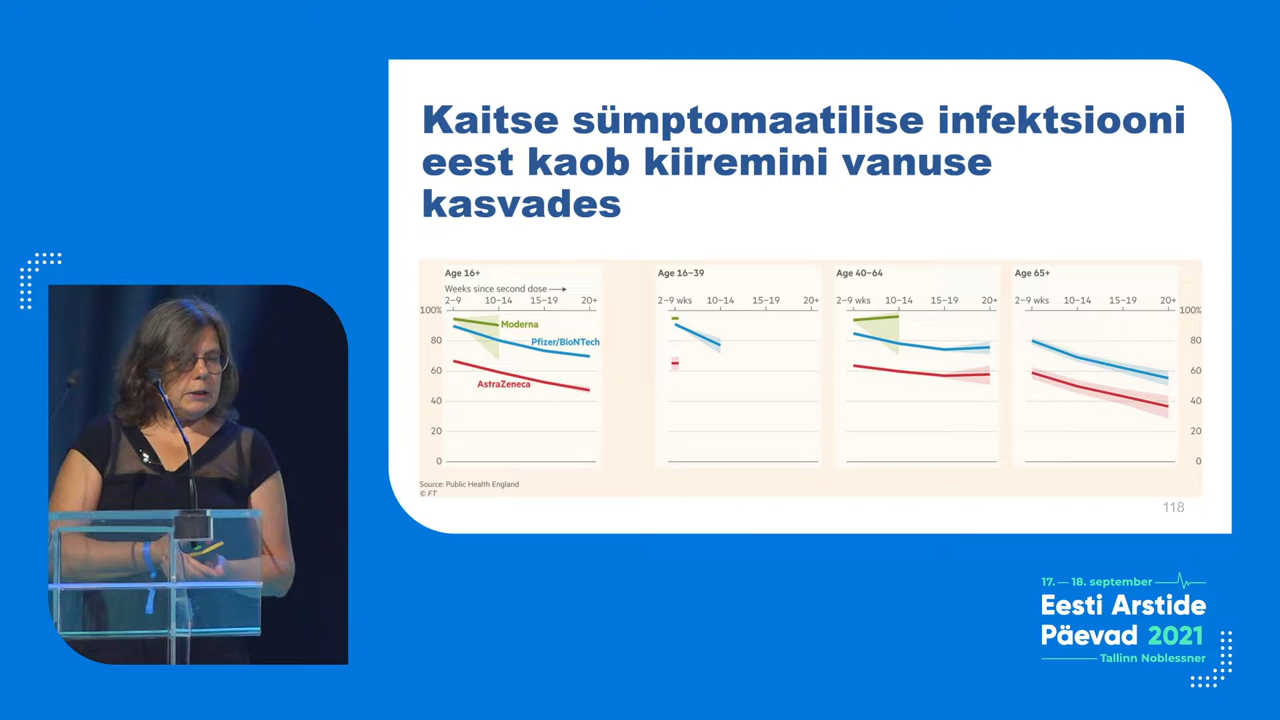 Kaitse sümptomaatilise infektsiooni
eest kaob kiiremini vanuse
kasvades
Age 16+
Weeks since second dose
2–9 10–14 15–19 20+
100%
80
60
40
20
0
Moderna
Pfizer/BioNTech
AstraZeneca
Age 16–39
2–9 wks 10–14 15–19 20+
Age 40–64
2–9 wks 10–14 15–19 20+
Age 65+
2–9 wks 10–14 15–19 20+
100%
80
60
40
20
0
Source: Public Health England
© FT
118
17. — 18. september
Eesti Arstide
Päevad 2021
Tallinn Noblessner